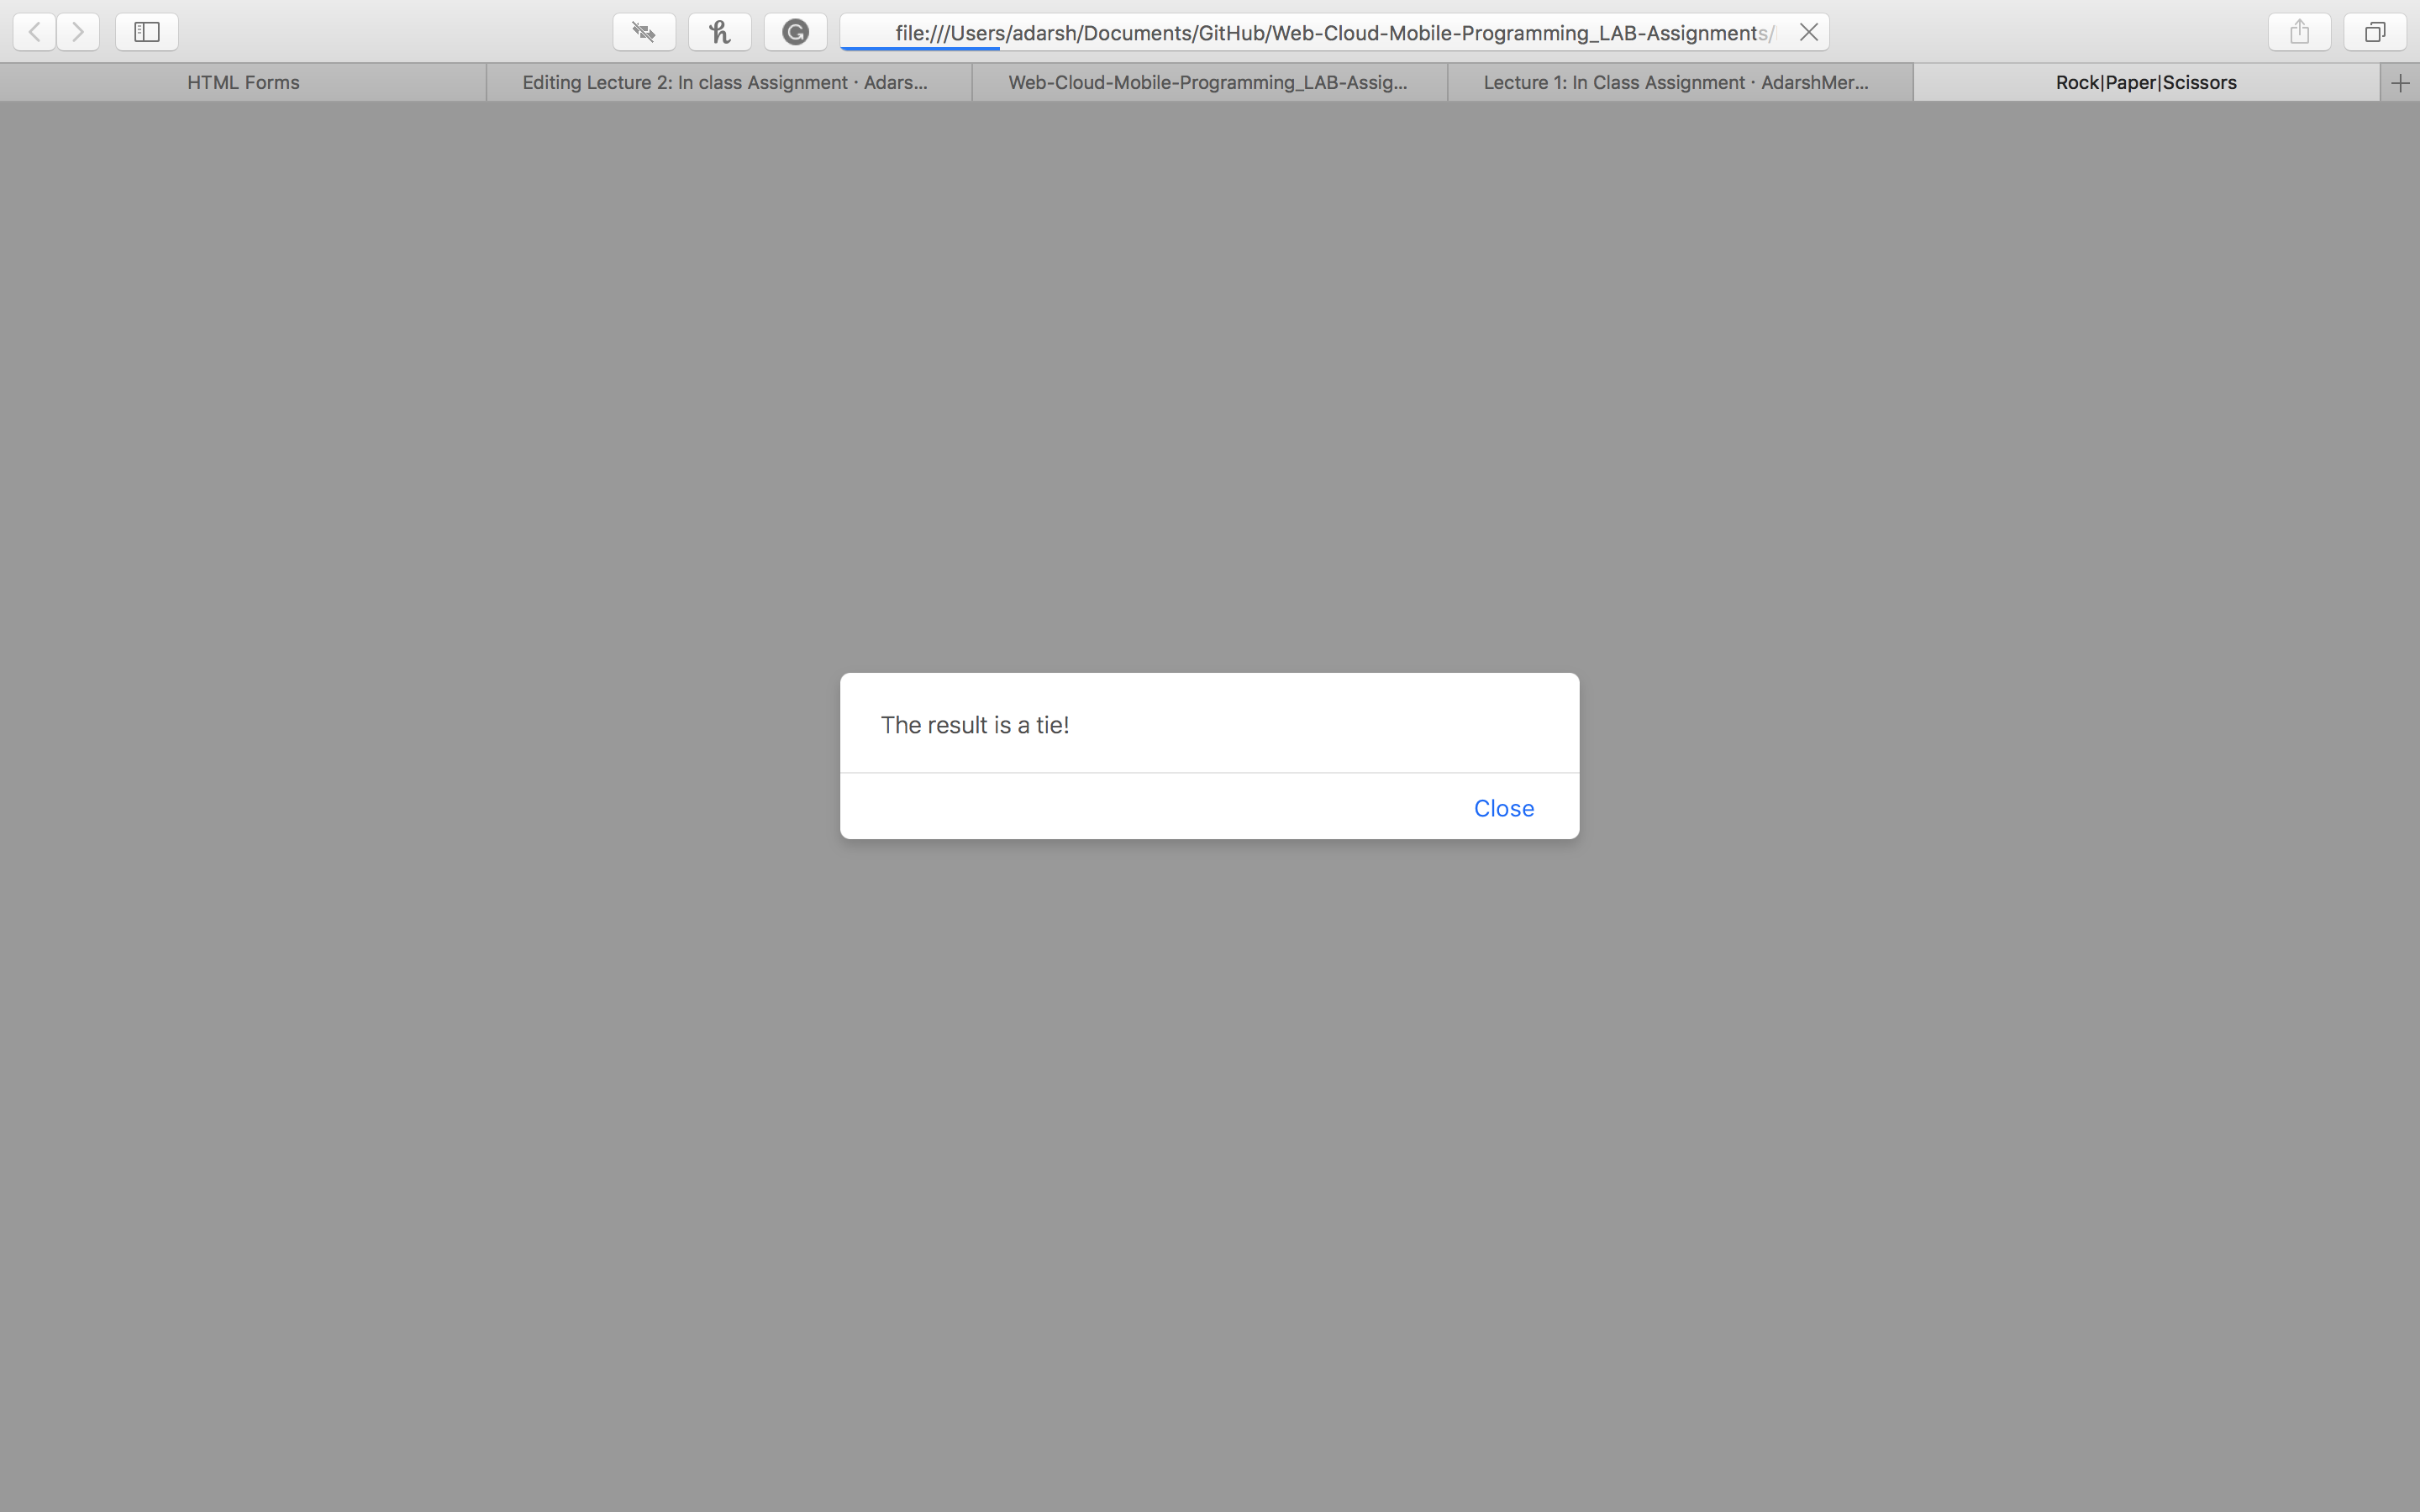 file:///Users/adarsh/Documents/GitHub/Web-Cloud-Mobile-Programming_LAB-Assignments/
HTML Forms
Editing Lecture 2: In class Assignment · Adars...
Web-Cloud-Mobile-Programming_LAB-Assig...
Lecture 1: In Class Assignment · AdarshMer...
Rock|Paper|Scissors
The result is a tie!
Close